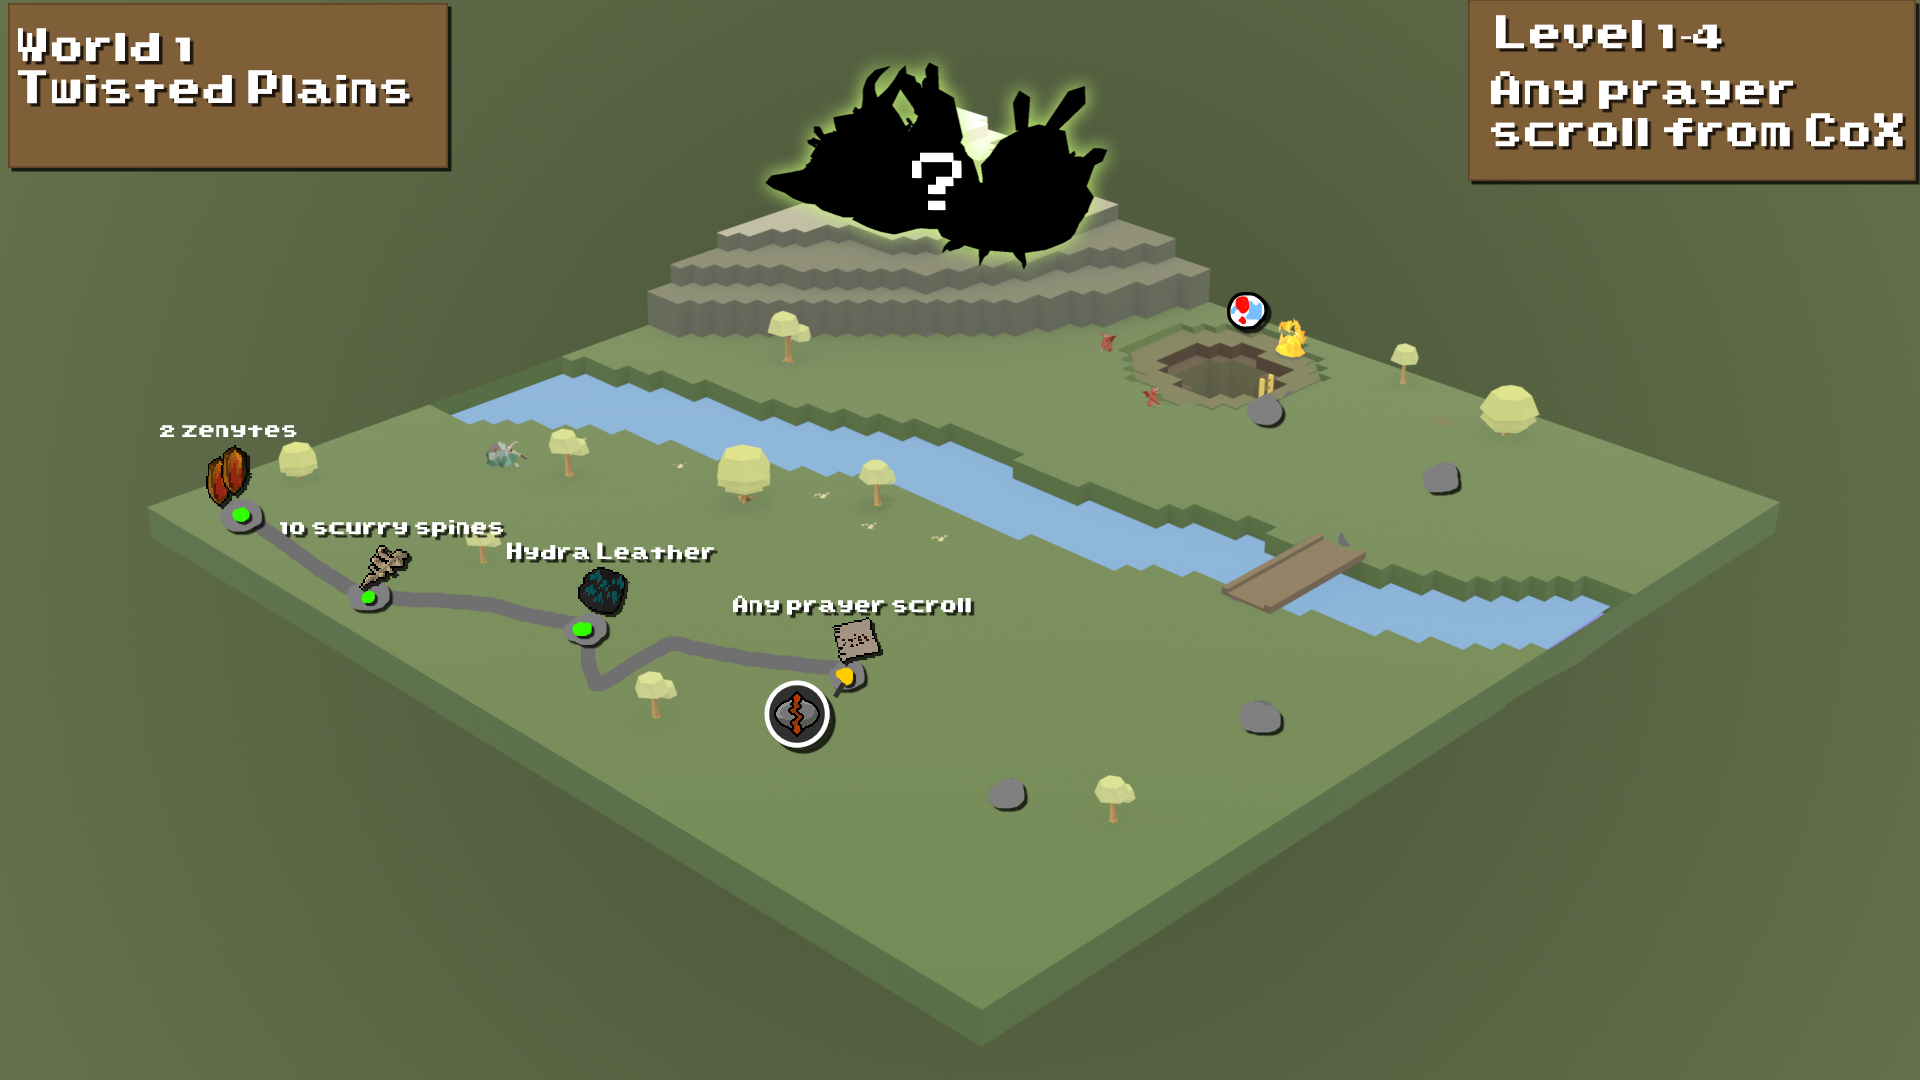 World 1
Twisted Plains
Level 1-4
Any prayer
scroll from CoX
?
2 zenytes
10 scurry spines
Hydra Leather
Any prayer scroll